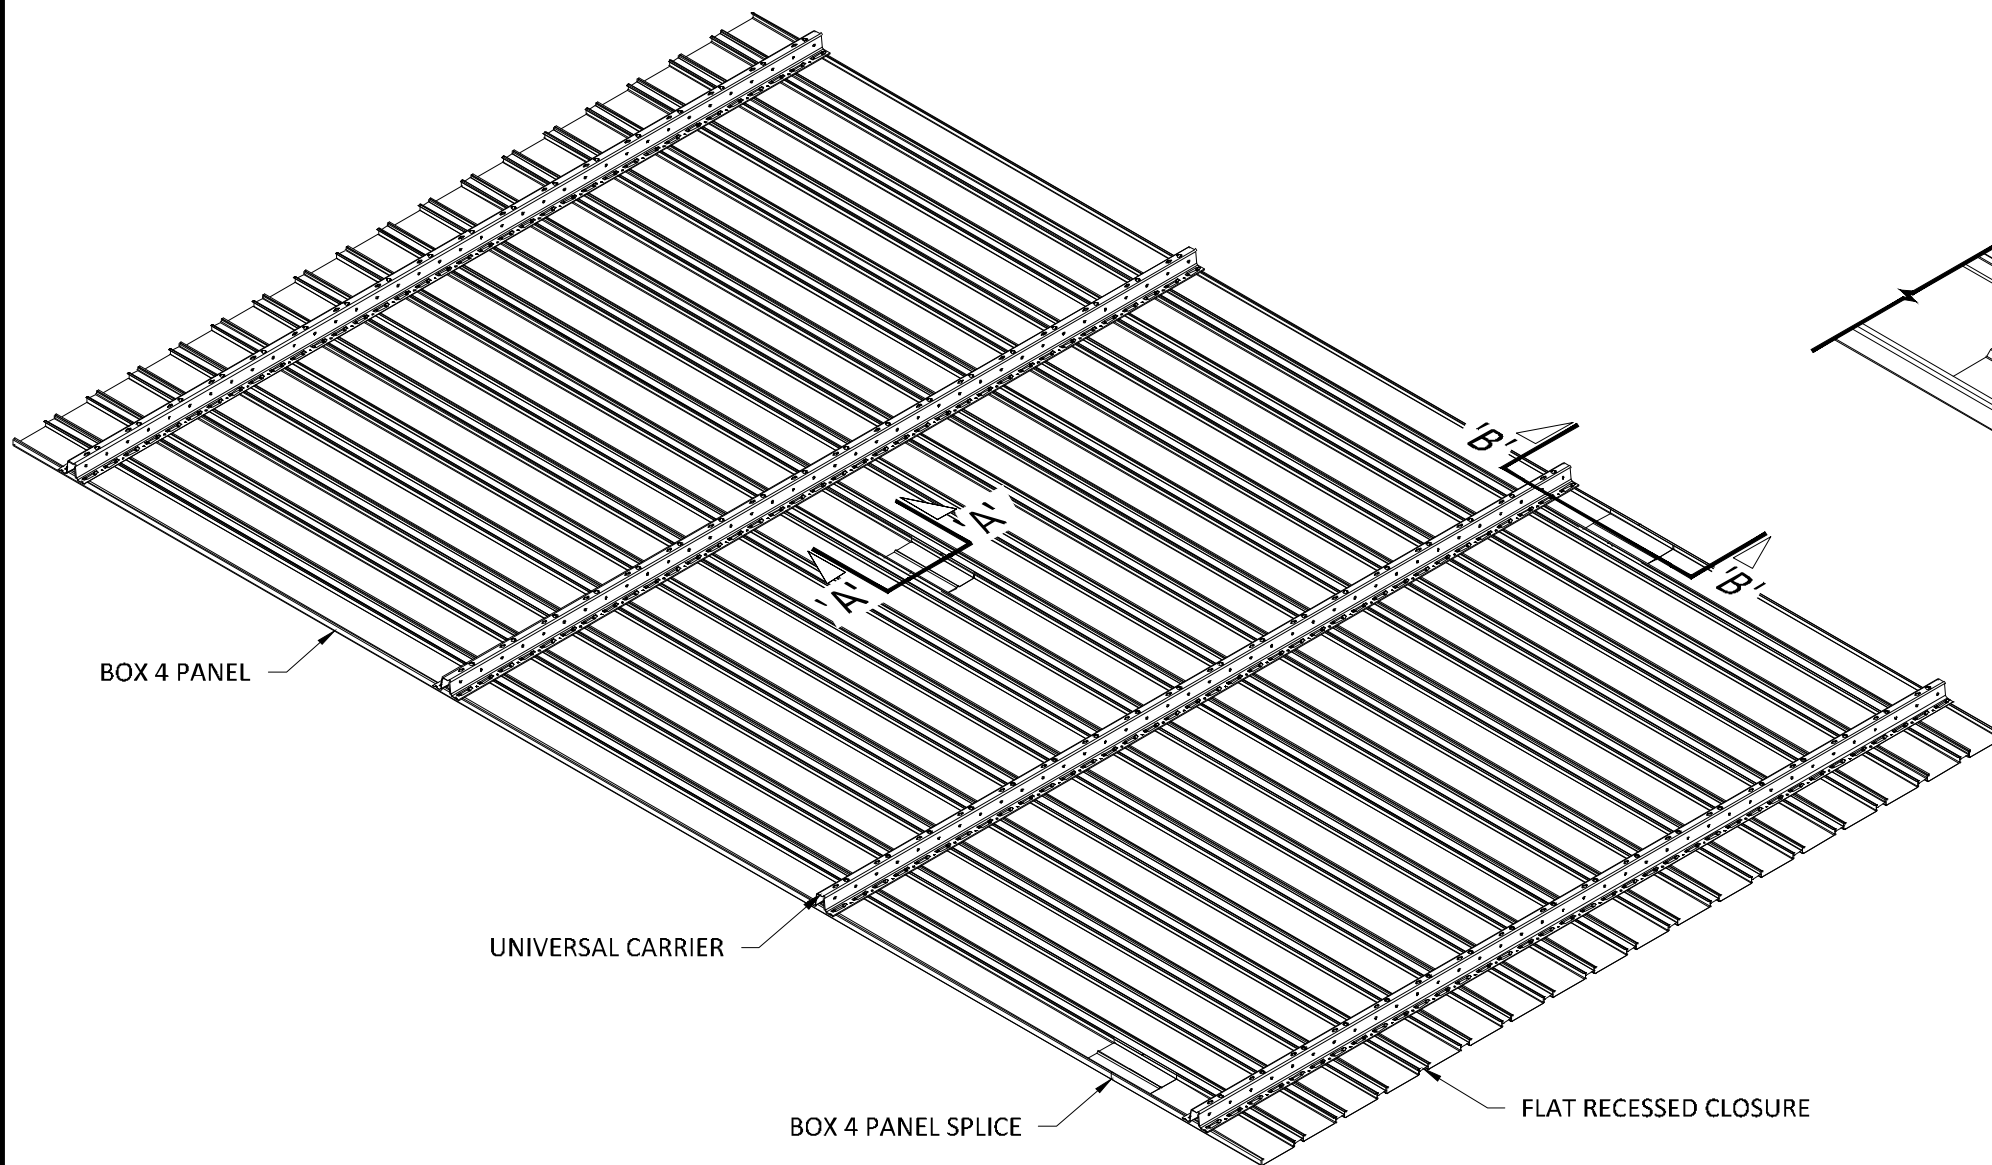 'B'
'A'
'A'
'B'
BOX 4 PANEL
UNIVERSAL CARRIER
BOX 4 PANEL SPLICE
FLAT RECESSED CLOSURE